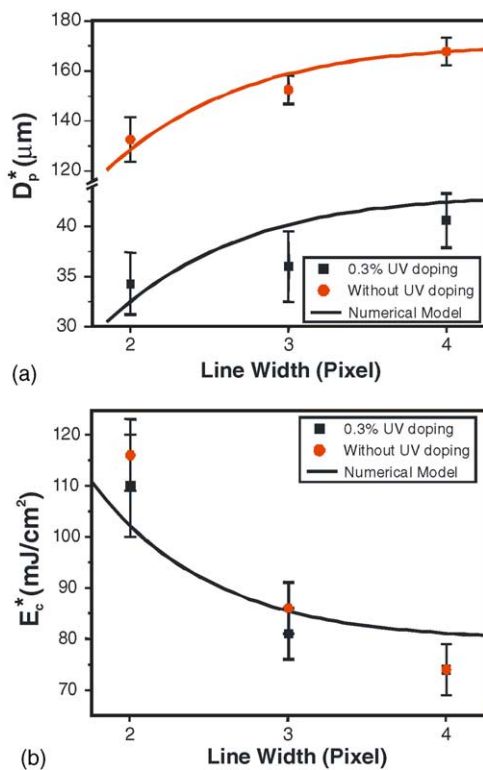 180
160
140
120
40
35
30
D_p^* (μm)
0.3% UV doping
Without UV doping
Numerical Model
2 3 4
(a)
Line Width (Pixel)
120
110
100
90
80
70
E_c^* (mJ/cm²)
0.3% UV doping
Without UV doping
Numerical Model
2 3 4
(b)
Line Width (Pixel)